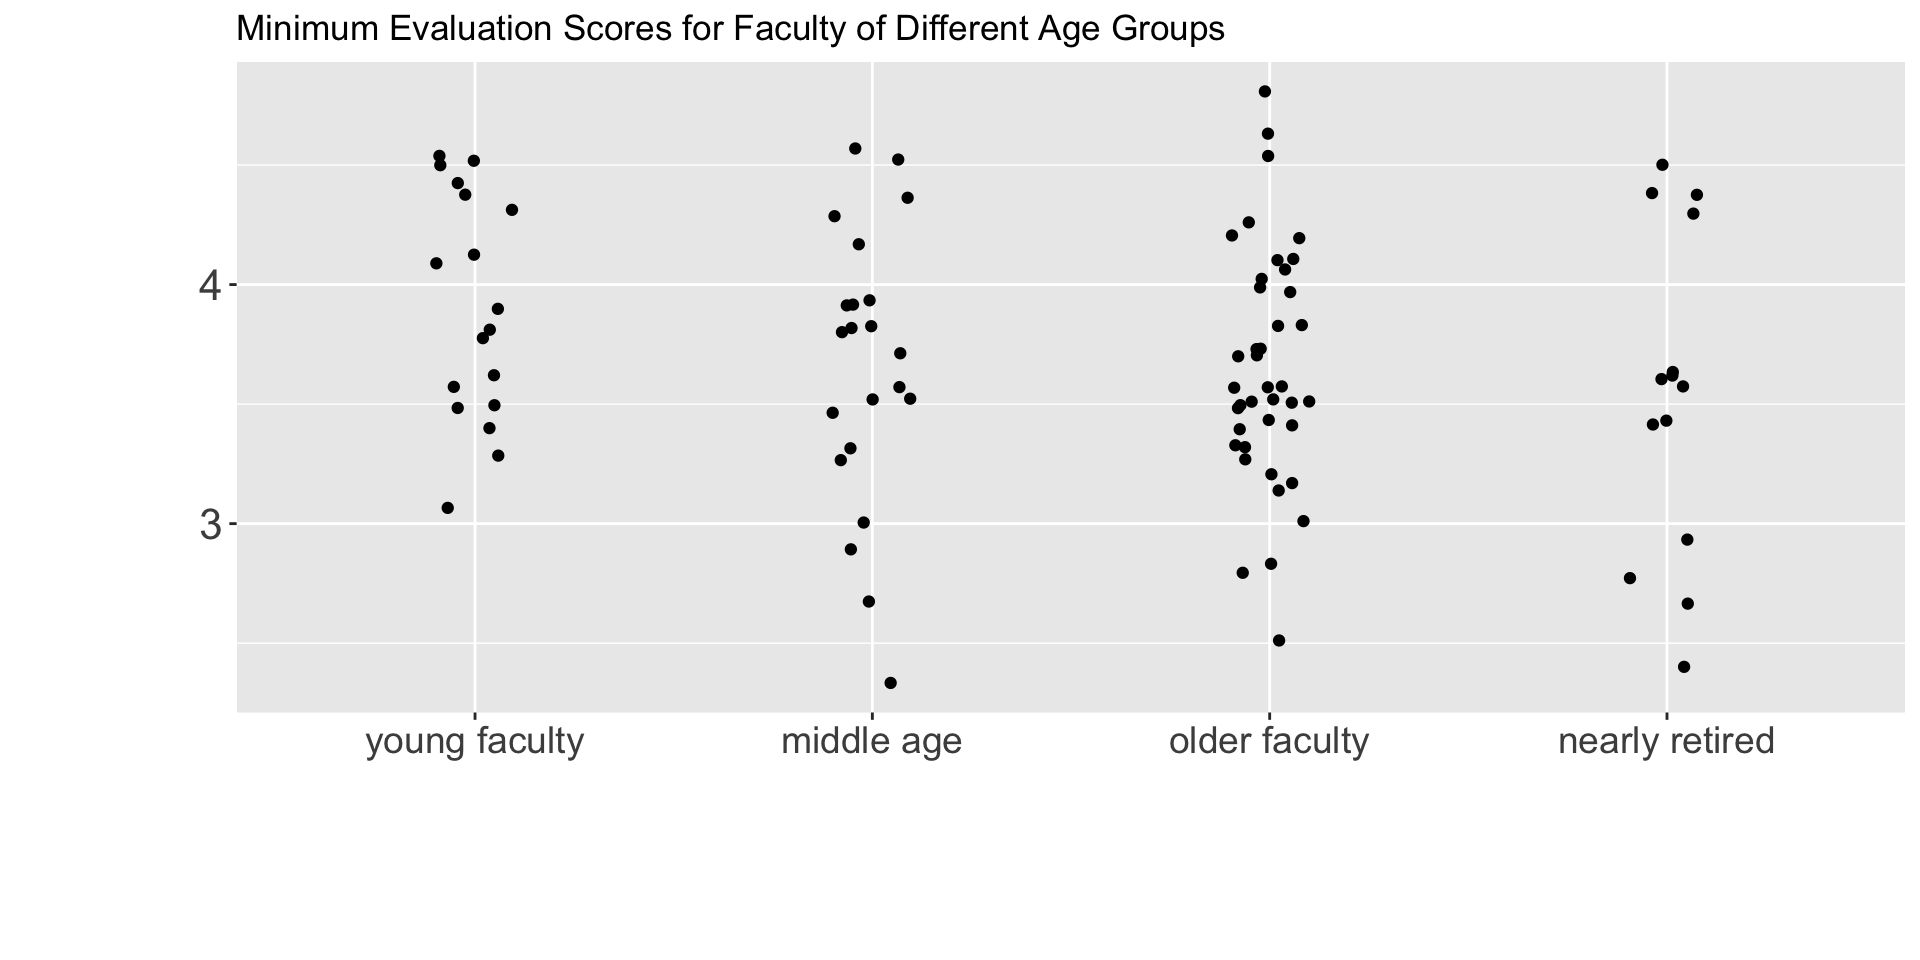 Minimum Evaluation Scores for Faculty of Different Age Groups
4
3
young faculty middle age older faculty nearly retired